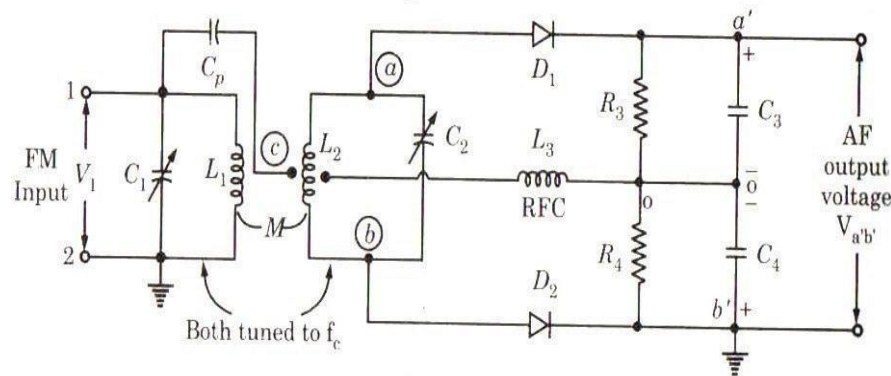 a'
C_p
a
D_1
+
1
R_3
C_3
c
L_2
C_2
L_3
AF
output
voltage
V_{a'b'}
FM
Input
V_1
C_1
L_1
–
o
–
o
RFC
M
b
R_4
C_4
2
D_2
b'
+
Both tuned to f_c